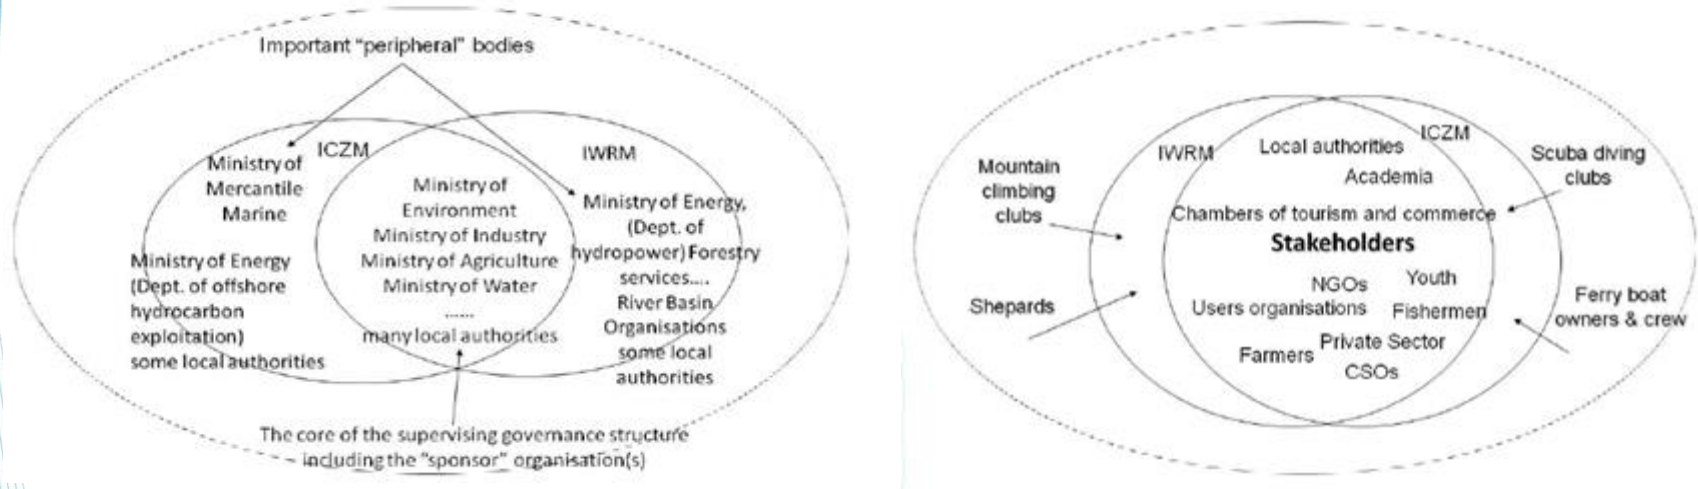 Important “peripheral” bodies
ICZM
IWRM
Ministry of
Mercantile
Marine
Ministry of Energy
(Dept. of offshore
hydrocarbon
exploitation)
some local authorities
Ministry of
Environment
Ministry of Industry
Ministry of Agriculture
Ministry of Water
......
many local authorities
Ministry of Energy,
(Dept. of
hydropower) Forestry
services....
River Basin
Organisations
some local
authorities
The core of the supervising governance structure
including the “sponsor” organisation(s)
IWRM
ICZM
Mountain
climbing
clubs
Shepards
Local authorities
Academia
Chambers of tourism and commerce
Stakeholders
NGOs
Youth
Users organisations
Fishermen
Private Sector
Farmers
CSOs
Scuba diving
clubs
Ferry boat
owners & crew